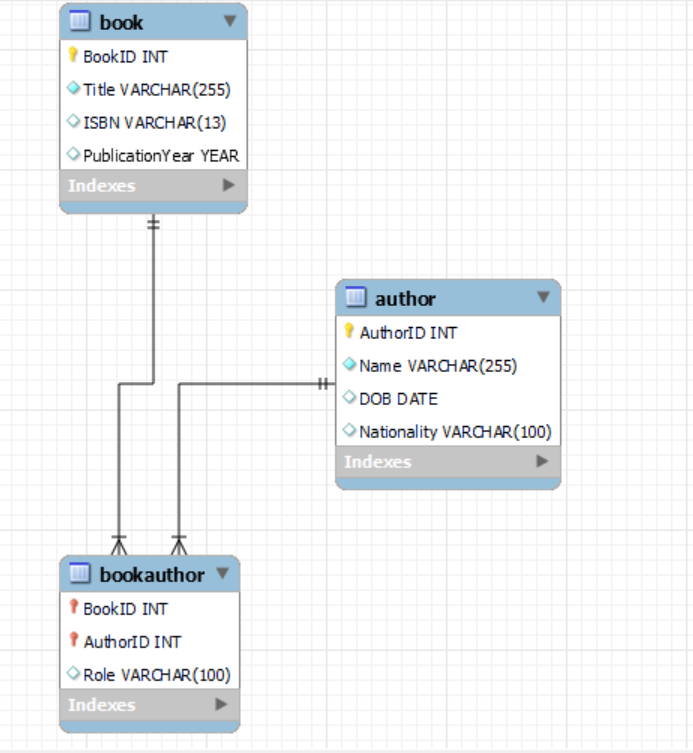 book
BookID INT
Title VARCHAR(255)
ISBN VARCHAR(13)
PublicationYear YEAR
Indexes
author
AuthorID INT
Name VARCHAR(255)
DOB DATE
Nationality VARCHAR(100)
Indexes
bookauthor
BookID INT
AuthorID INT
Role VARCHAR(100)
Indexes